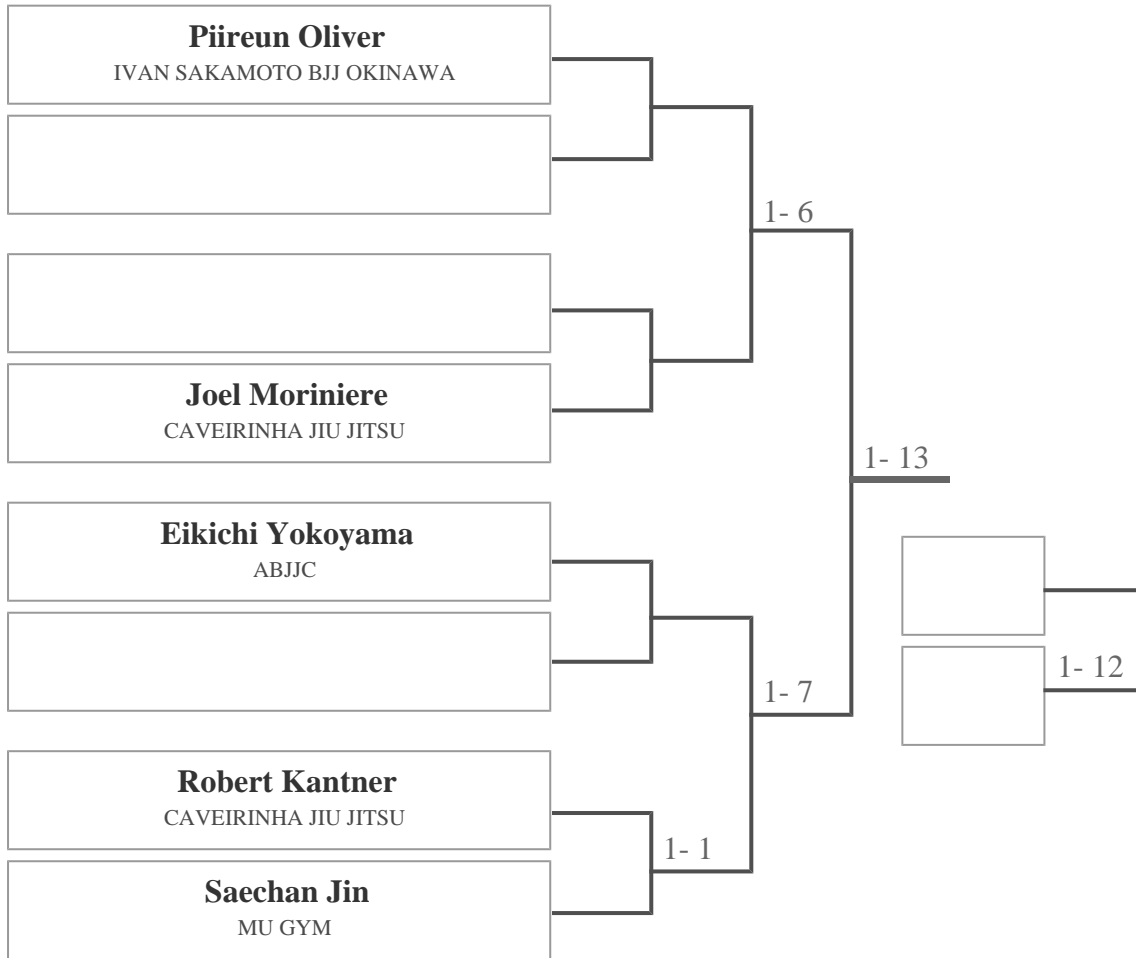 Piireun Oliver
IVAN SAKAMOTO BJJ OKINAWA
1- 6
Joel Moriniere
CAVEIRINHA JIU JITSU
1- 13
Eikichi Yokoyama
ABJJC
1- 12
1- 7
Robert Kantner
CAVEIRINHA JIU JITSU
1- 1
Saechan Jin
MU GYM